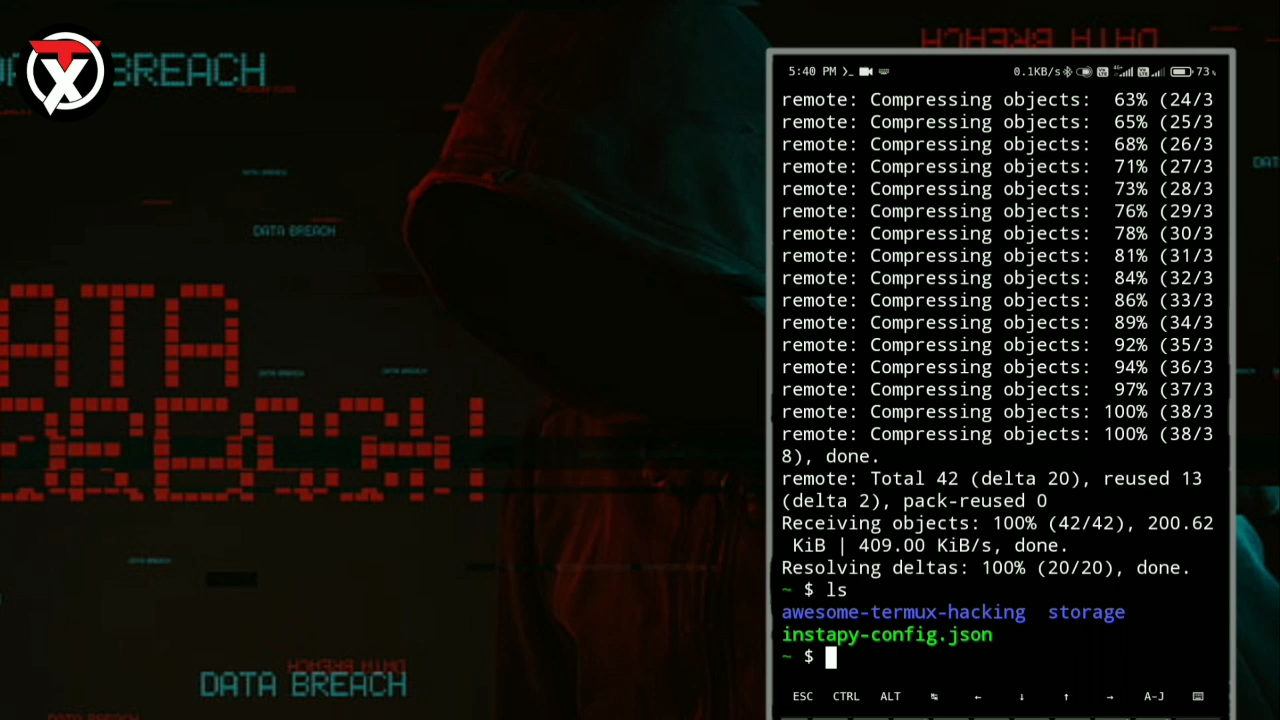 TX
BREACH
DATA BREACH
DATA BREACH
ATA
BREACH
DATA BREACH
5:40 PM
0.1KB/s
73
remote: Compressing objects: 63% (24/3
remote: Compressing objects: 65% (25/3
remote: Compressing objects: 68% (26/3
remote: Compressing objects: 71% (27/3
remote: Compressing objects: 73% (28/3
remote: Compressing objects: 76% (29/3
remote: Compressing objects: 78% (30/3
remote: Compressing objects: 81% (31/3
remote: Compressing objects: 84% (32/3
remote: Compressing objects: 86% (33/3
remote: Compressing objects: 89% (34/3
remote: Compressing objects: 92% (35/3
remote: Compressing objects: 94% (36/3
remote: Compressing objects: 97% (37/3
remote: Compressing objects: 100% (38/3
remote: Compressing objects: 100% (38/3
8), done.
remote: Total 42 (delta 20), reused 13
(delta 2), pack-reused 0
Receiving objects: 100% (42/42), 200.62
KiB | 409.00 KiB/s, done.
Resolving deltas: 100% (20/20), done.
~ $ ls
awesome-termux-hacking storage
instapy-config.json
~ $
ESC CTRL ALT ↹ ← ↓ ↑ → A-J